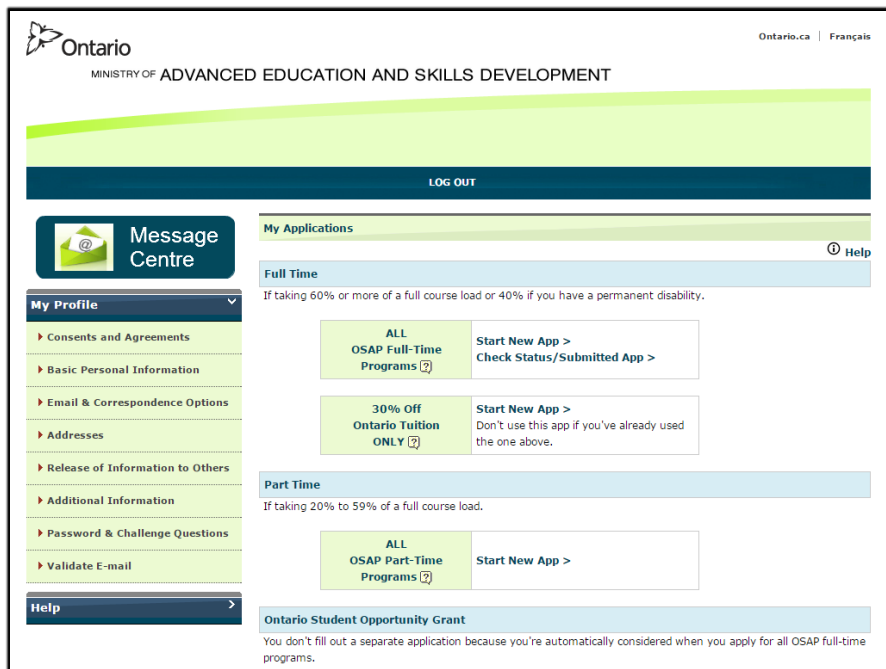 Ontario
Ontario.ca | Français
MINISTRY OF ADVANCED EDUCATION AND SKILLS DEVELOPMENT
LOG OUT
Message
Centre
My Profile
Consents and Agreements
Basic Personal Information
Email & Correspondence Options
Addresses
Release of Information to Others
Additional Information
Password & Challenge Questions
Validate E-mail
Help
My Applications
Help
Full Time
If taking 60% or more of a full course load or 40% if you have a permanent disability.
ALL
OSAP Full-Time
Programs [?]
Start New App >
Check Status/Submitted App >
30% Off
Ontario Tuition
ONLY [?]
Start New App >
Don't use this app if you've already used
the one above.
Part Time
If taking 20% to 59% of a full course load.
ALL
OSAP Part-Time
Programs [?]
Start New App >
Ontario Student Opportunity Grant
You don't fill out a separate application because you're automatically considered when you apply for all OSAP full-time
programs.